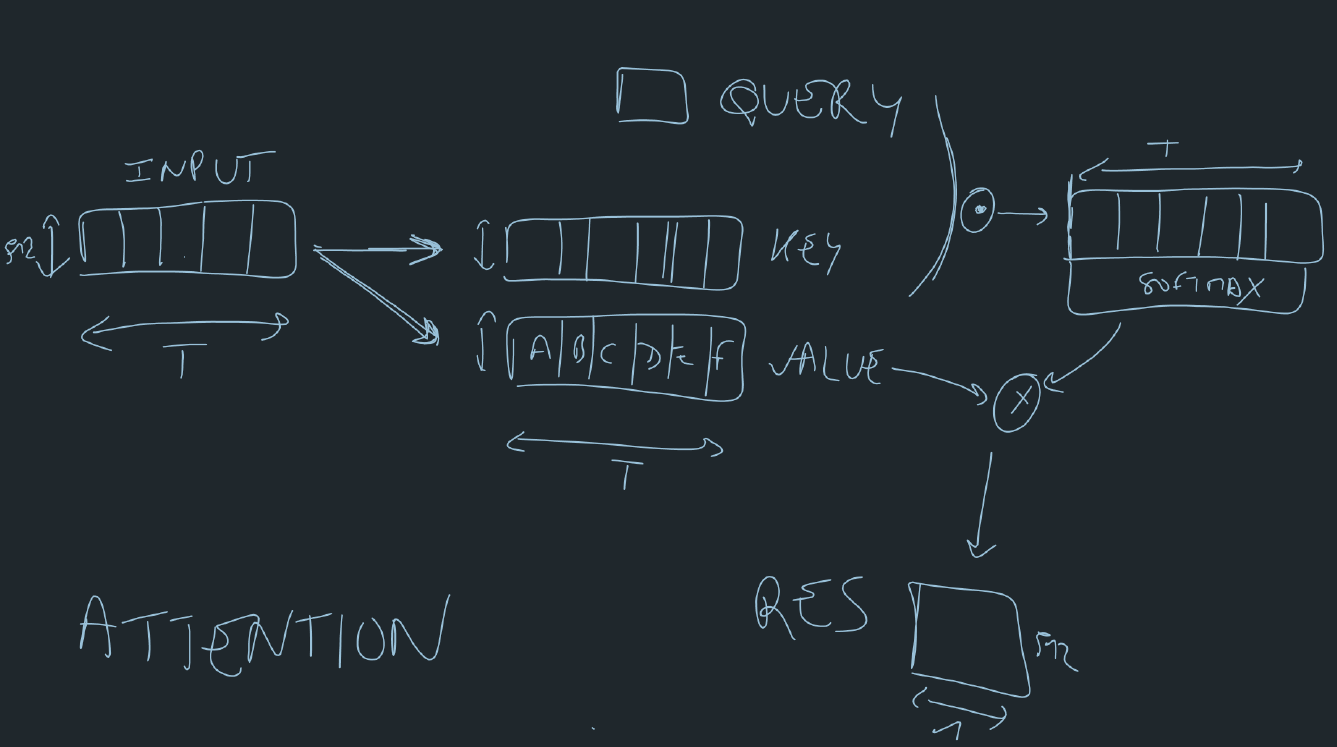 QUERY
T
INPUT
512
KEY
SOFTMAX
A B C D E F
VALUE
X
T
T
RES
ATTENTION
512
1